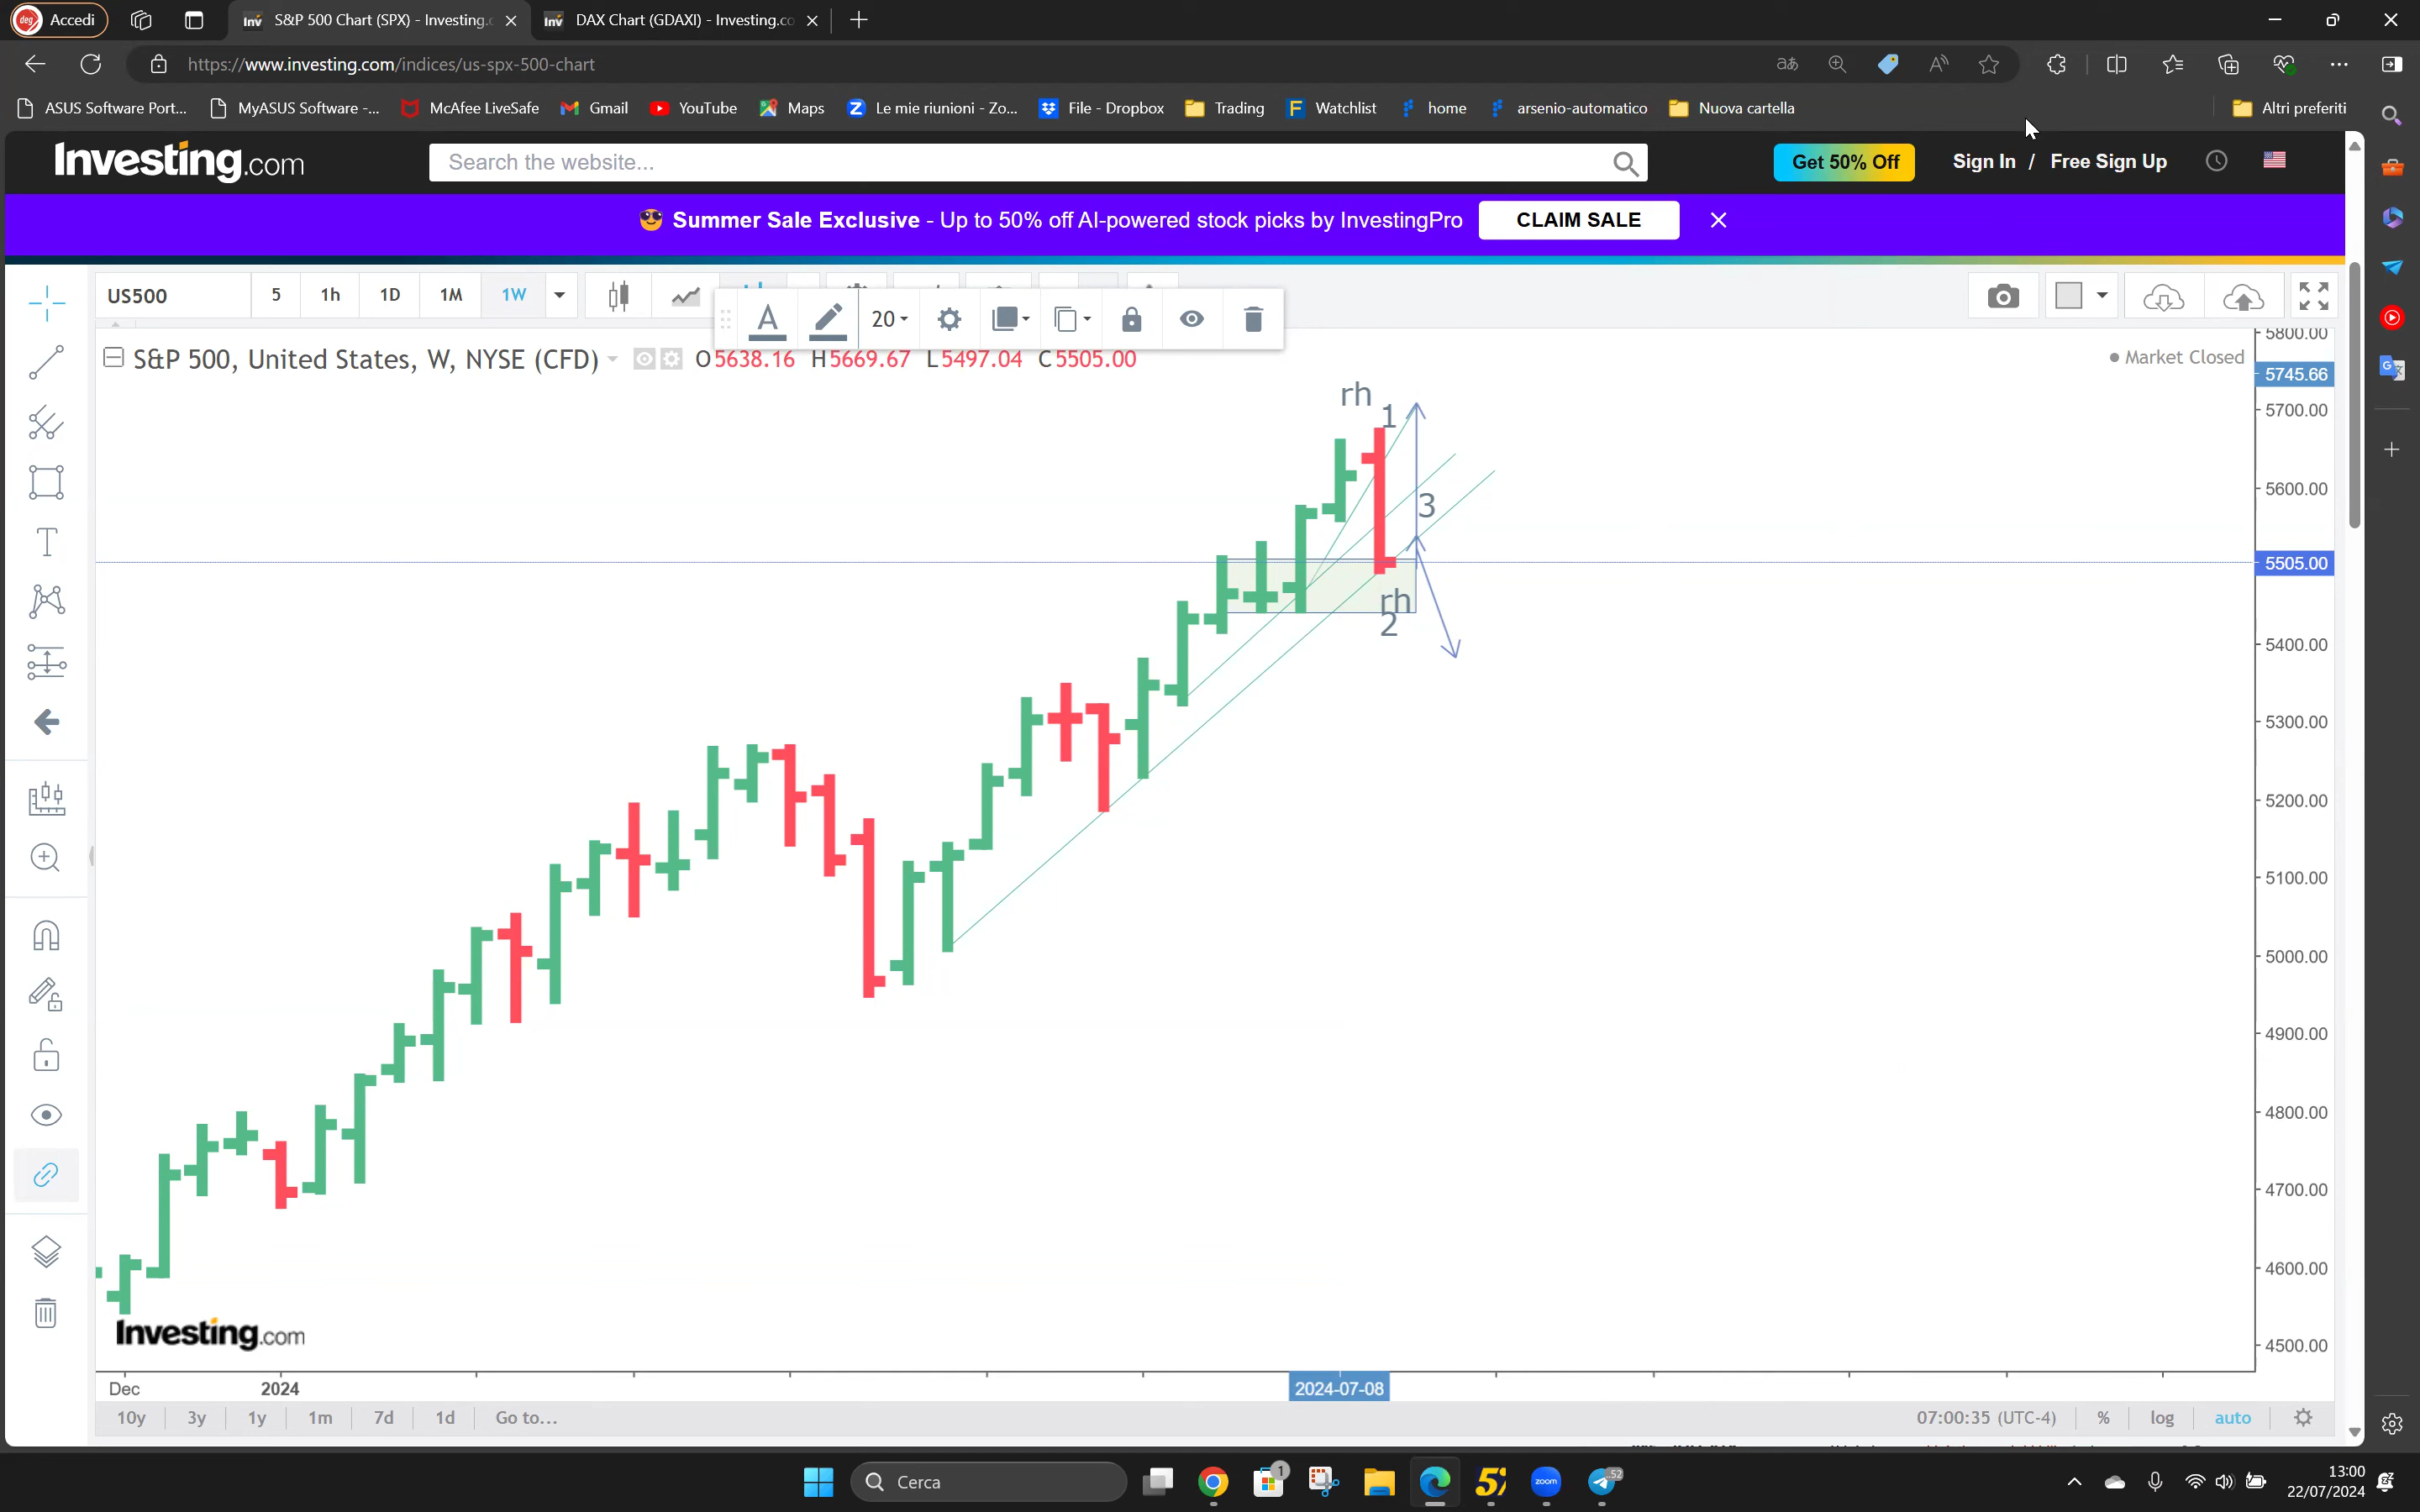 Accedi
S&P 500 Chart (SPX) - Investing.c
DAX Chart (GDAXI) - Investing.co
https://www.investing.com/indices/us-spx-500-chart
ASUS Software Port...
MyASUS Software -...
McAfee LiveSafe
Gmail
YouTube
Maps
Le mie riunioni - Zo...
File - Dropbox
Trading
Watchlist
home
arsenio-automatico
Nuova cartella
Altri preferiti
Investing.com
Search the website...
Get 50% Off
Sign In / Free Sign Up
Summer Sale Exclusive - Up to 50% off AI-powered stock picks by InvestingPro
CLAIM SALE
US500
5
1h
1D
1M
1W
20
S&P 500, United States, W, NYSE (CFD)
O5638.16 H5669.67 L5497.04 C5505.00
Market Closed
5800.00
5745.66
5700.00
5600.00
5505.00
5400.00
5300.00
5200.00
5100.00
5000.00
4900.00
4800.00
4700.00
4600.00
4500.00
rh
1
3
rh
2
Investing.com
Dec
2024
2024-07-08
10y
3y
1y
1m
7d
1d
Go to...
07:00:35 (UTC-4)
%
log
auto
Cerca
1
zoom
52
13:00
22/07/2024